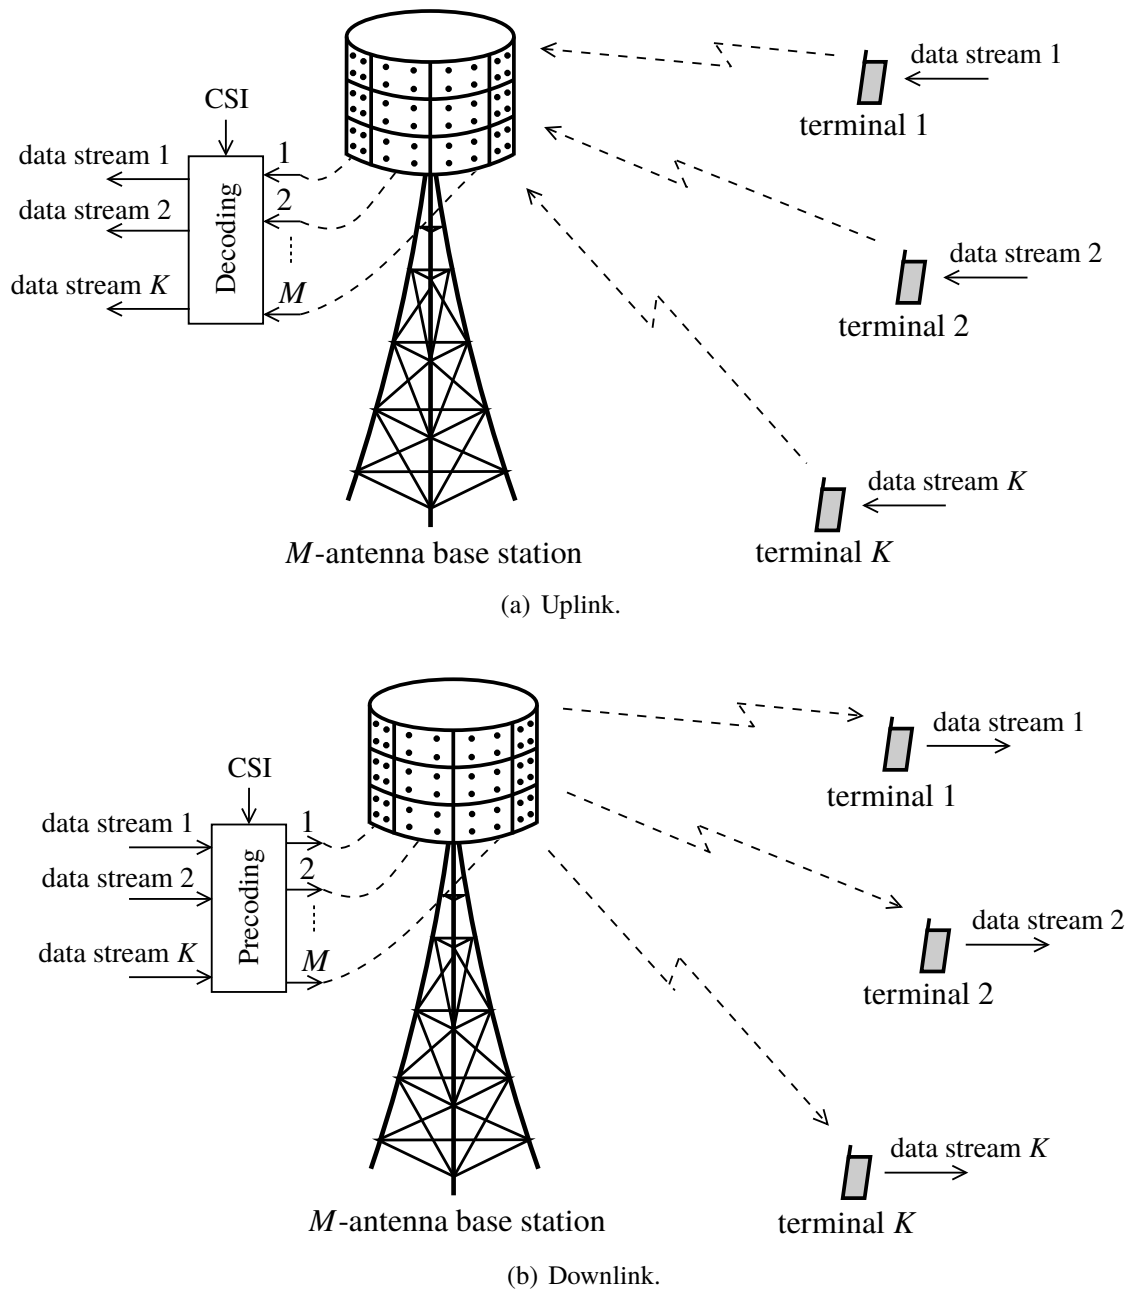 data stream 1
terminal 1
CSI
data stream 1
1
data stream 2
2
Decoding
data stream K
M
data stream 2
terminal 2
data stream K
terminal K
M-antenna base station
(a) Uplink.
data stream 1
terminal 1
CSI
data stream 1
1
data stream 2
2
Precoding
data stream K
M
data stream 2
terminal 2
data stream K
terminal K
M-antenna base station
(b) Downlink.